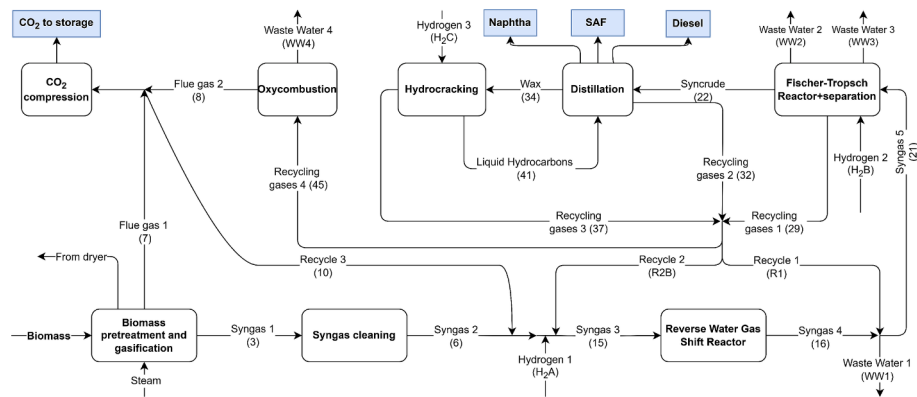 CO₂ to storage
Waste Water 4
(WW4)
Hydrogen 3
(H₂C)
Naphtha
SAF
Diesel
Waste Water 2
(WW2)
Waste Water 3
(WW3)
CO₂
compression
Flue gas 2
(8)
Oxycombustion
Hydrocracking
Wax
(34)
Distillation
Syncrude
(22)
Fischer-Tropsch
Reactor+separation
Syngas 5
(21)
Liquid Hydrocarbons
(41)
Recycling
gases 4 (45)
Recycling
gases 2 (32)
Hydrogen 2
(H₂B)
Flue gas 1
(7)
Recycling
gases 3 (37)
Recycling
gases 1 (29)
From dryer
Recycle 3
(10)
Recycle 2
(R2B)
Recycle 1
(R1)
Biomass
Biomass
pretreatment and
gasification
Syngas 1
(3)
Syngas cleaning
Syngas 2
(6)
Syngas 3
(15)
Reverse Water Gas
Shift Reactor
Syngas 4
(16)
Steam
Hydrogen 1
(H₂A)
Waste Water 1
(WW1)